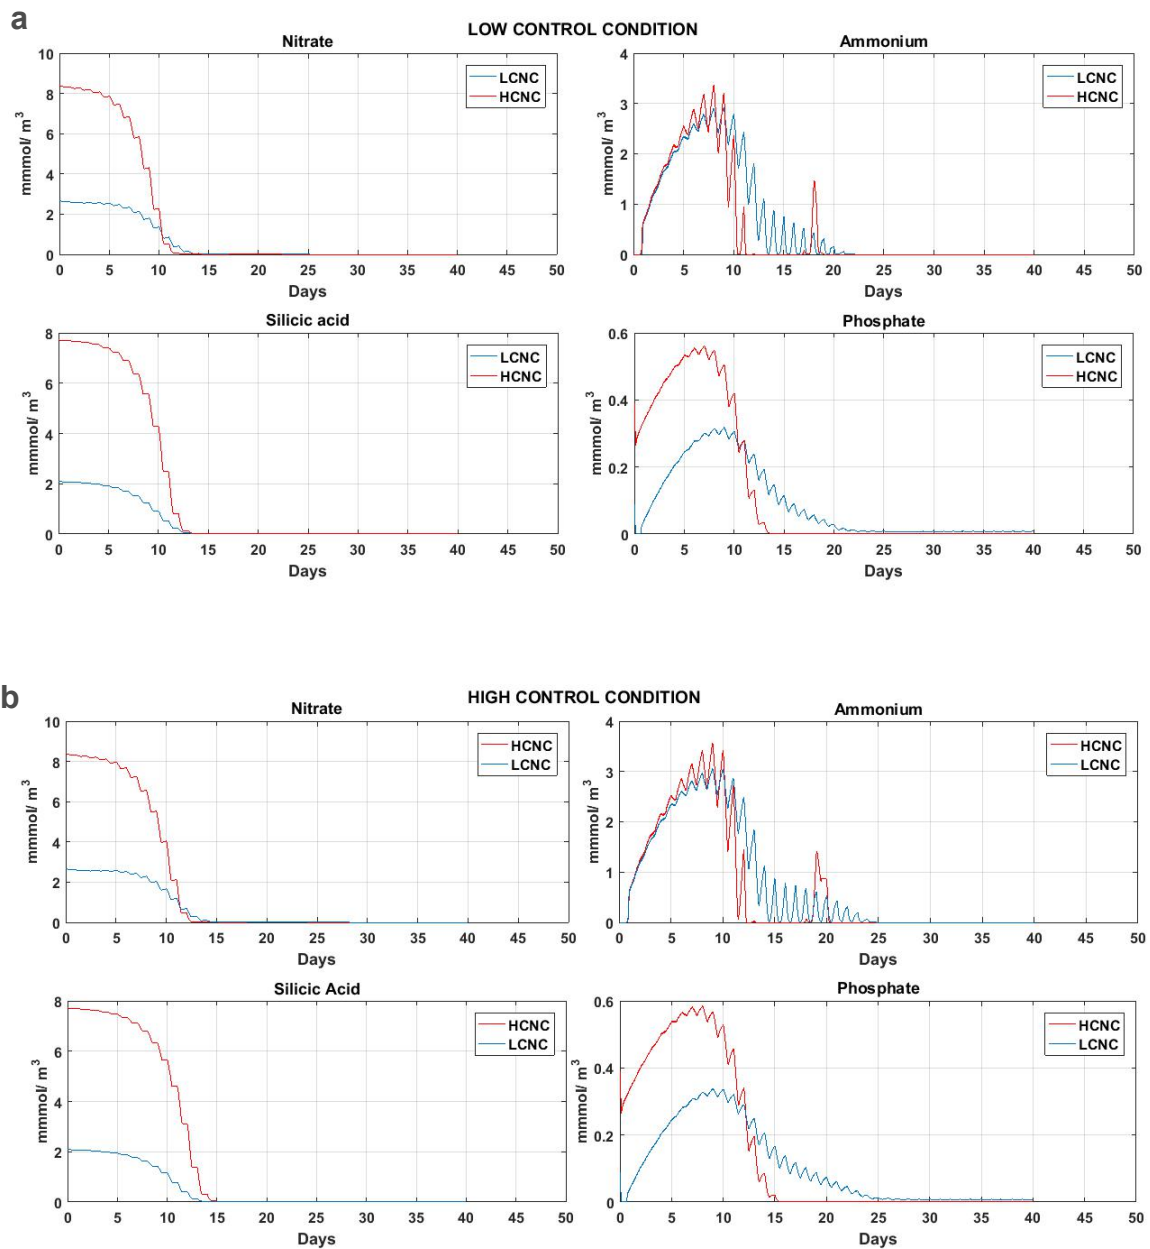 a
LOW CONTROL CONDITION
Nitrate
Ammonium
10
8
6
4
2
0
mmmol/ m³
LCNC
HCNC
0 5 10 15 20 25 30 35 40 45 50
Days
4
3
2
1
0
mmmol/ m³
LCNC
HCNC
0 5 10 15 20 25 30 35 40 45 50
Days
Silicic acid
Phosphate
8
6
4
2
0
mmmol/ m³
LCNC
HCNC
0 5 10 15 20 25 30 35 40 45 50
Days
0.6
0.4
0.2
0
mmmol/ m³
LCNC
HCNC
0 5 10 15 20 25 30 35 40 45 50
Days
b
HIGH CONTROL CONDITION
Nitrate
Ammonium
10
8
6
4
2
0
mmmol/ m³
HCNC
LCNC
0 5 10 15 20 25 30 35 40 45 50
Days
4
3
2
1
0
mmmol/ m³
HCNC
LCNC
0 5 10 15 20 25 30 35 40 45 50
Days
Silicic Acid
Phosphate
8
6
4
2
0
mmmol/ m³
HCNC
LCNC
0 5 10 15 20 25 30 35 40 45 50
Days
0.6
0.4
0.2
0
mmmol/ m³
HCNC
LCNC
0 5 10 15 20 25 30 35 40 45 50
Days